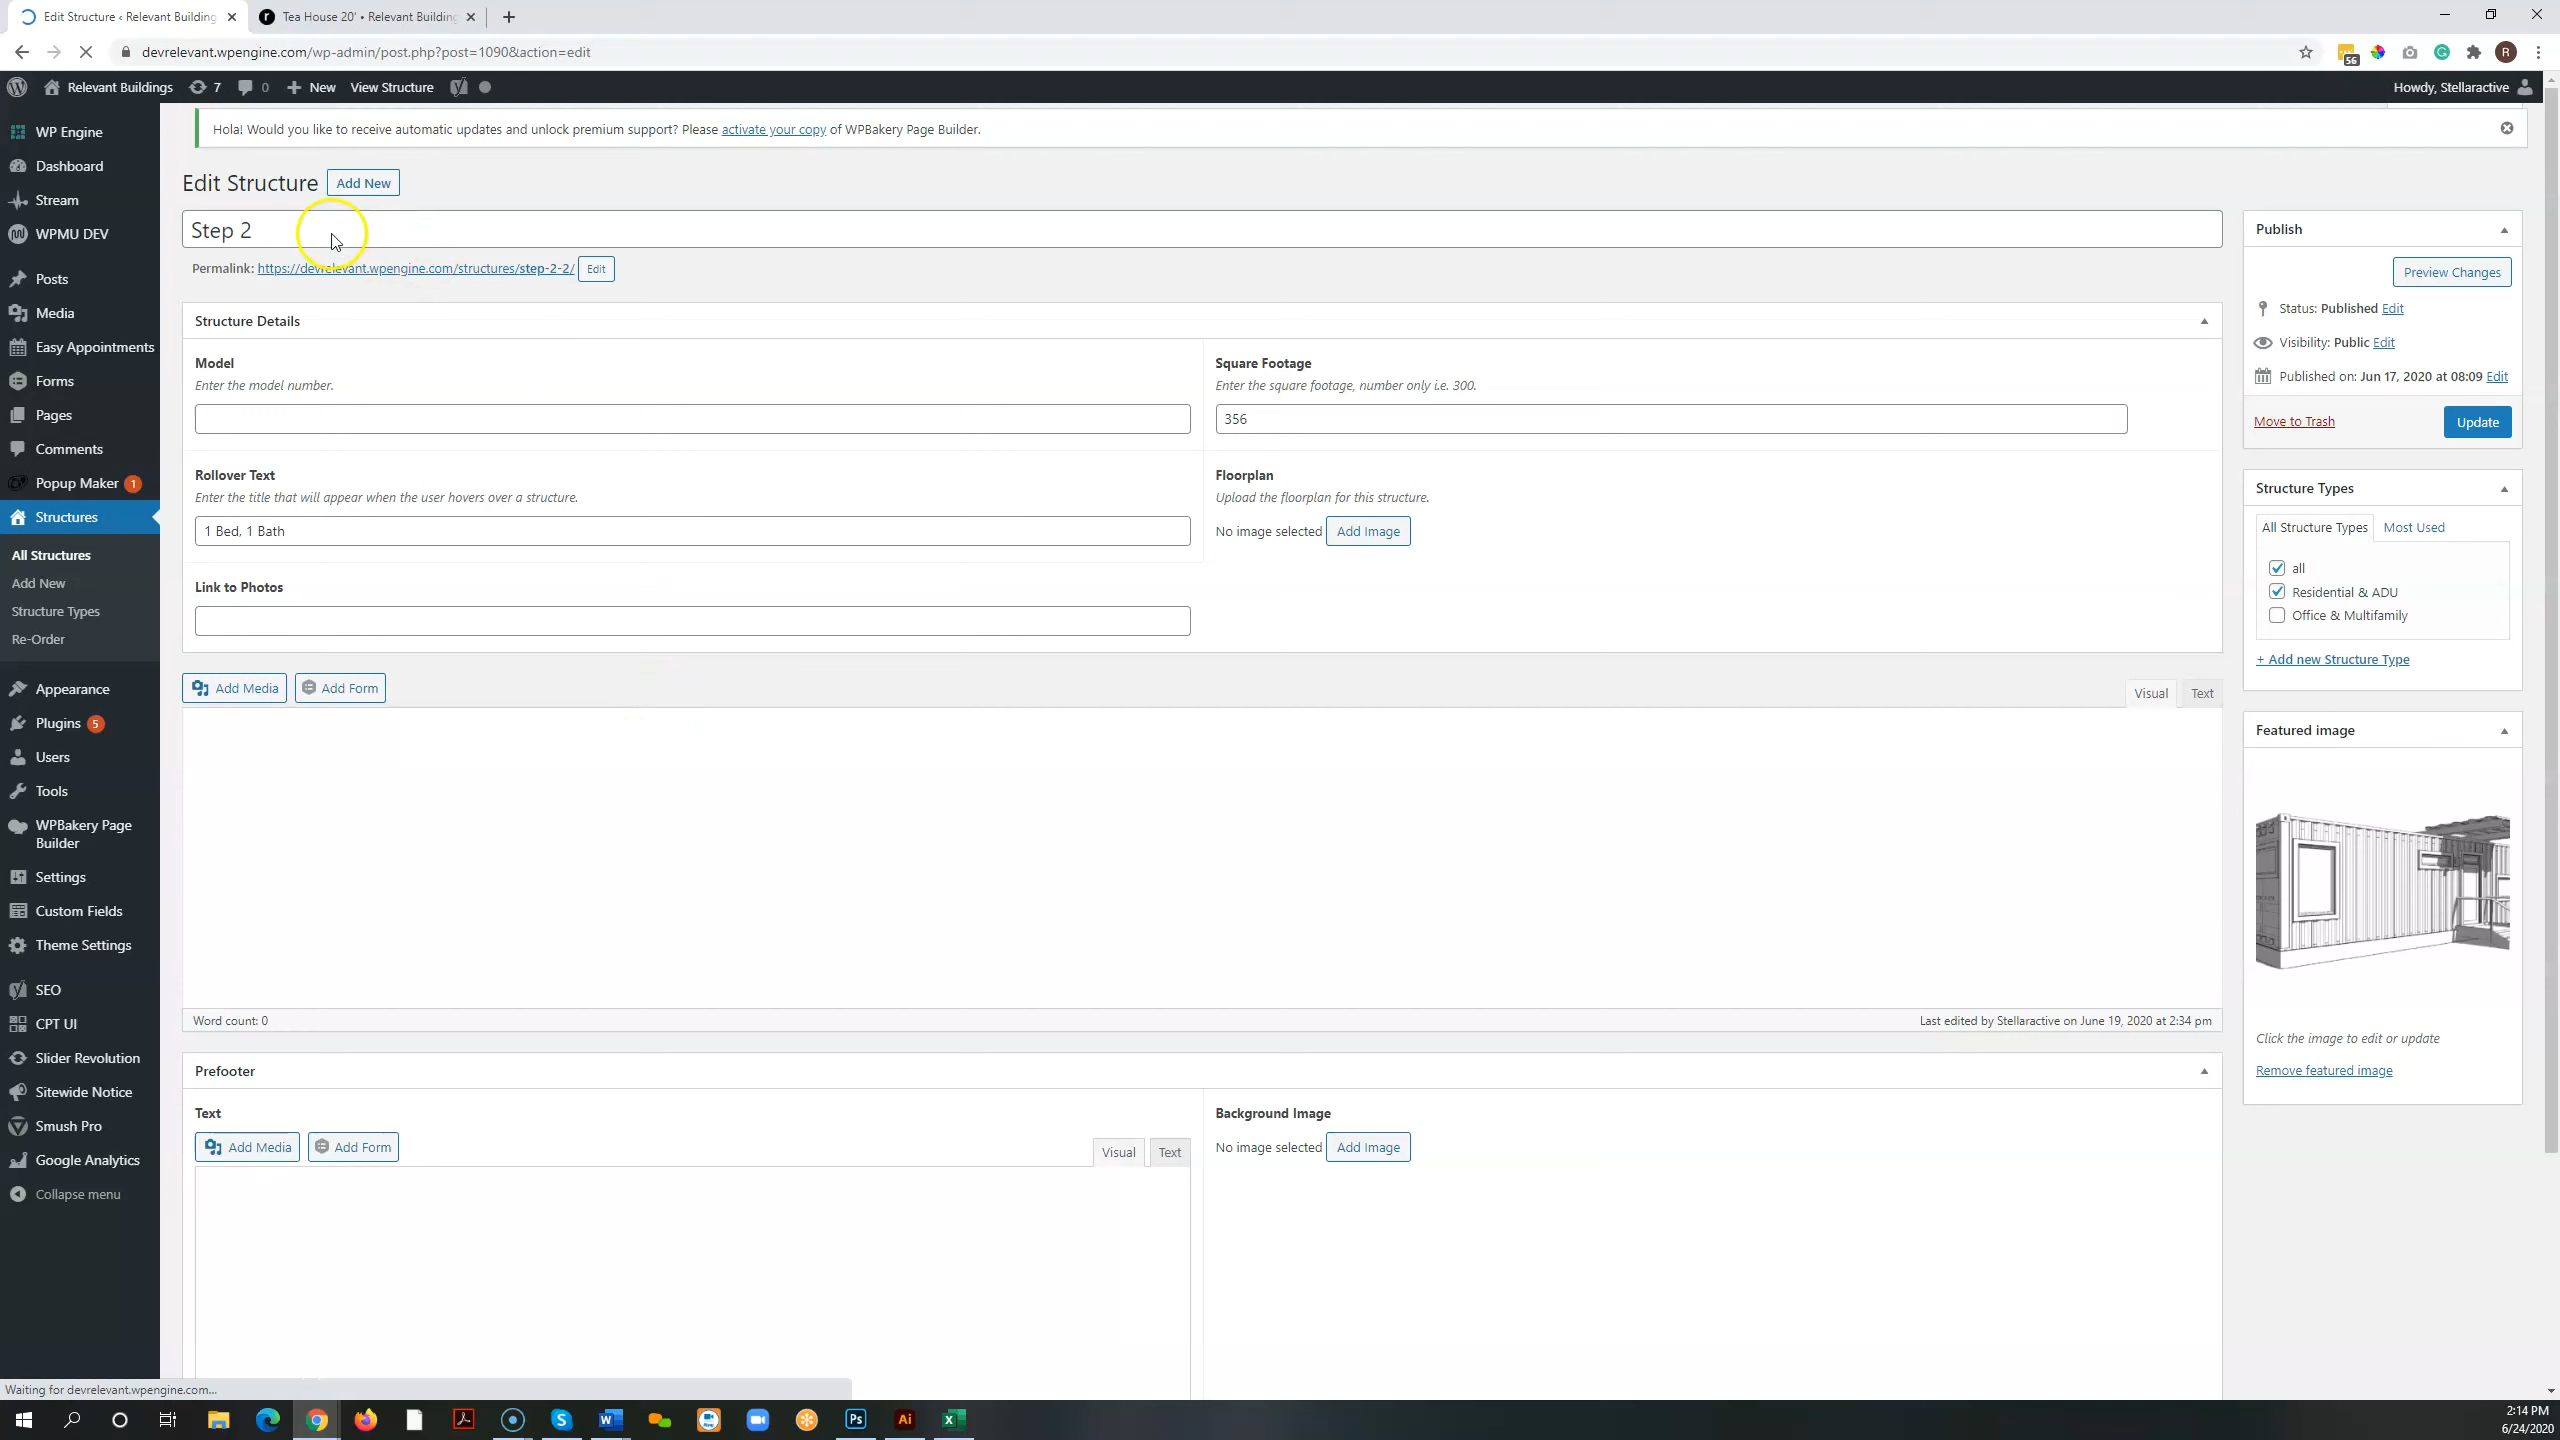 Edit Structure ‹ Relevant Building
Tea House 20' • Relevant Building
devrelevant.wpengine.com/wp-admin/post.php?post=1090&action=edit
56
R
Relevant Buildings
7
0
New
View Structure
Howdy, Stellaractive
WP Engine
Dashboard
Stream
WPMU DEV
Posts
Media
Easy Appointments
Forms
Pages
Comments
Popup Maker 1
Structures
All Structures
Add New
Structure Types
Re-Order
Appearance
Plugins 5
Users
Tools
WPBakery Page
Builder
Settings
Custom Fields
Theme Settings
SEO
CPT UI
Slider Revolution
Sitewide Notice
Smush Pro
Google Analytics
Collapse menu
Hola! Would you like to receive automatic updates and unlock premium support? Please activate your copy of WPBakery Page Builder.
Edit Structure
Add New
Step 2
Permalink: https://devrelevant.wpengine.com/structures/step-2-2/ Edit
Structure Details
Model
Enter the model number.
Square Footage
Enter the square footage, number only i.e. 300.
356
Rollover Text
Enter the title that will appear when the user hovers over a structure.
1 Bed, 1 Bath
Floorplan
Upload the floorplan for this structure.
No image selected Add Image
Link to Photos
Add Media
Add Form
Visual
Text
Word count: 0
Last edited by Stellaractive on June 19, 2020 at 2:34 pm
Prefooter
Text
Add Media
Add Form
Visual
Text
Background Image
No image selected Add Image
Publish
Preview Changes
Status: Published Edit
Visibility: Public Edit
Published on: Jun 17, 2020 at 08:09 Edit
Move to Trash
Update
Structure Types
All Structure Types
Most Used
all
Residential & ADU
Office & Multifamily
+ Add new Structure Type
Featured image
Click the image to edit or update
Remove featured image
Waiting for devrelevant.wpengine.com...
Ps
Ai
2:14 PM
6/24/2020